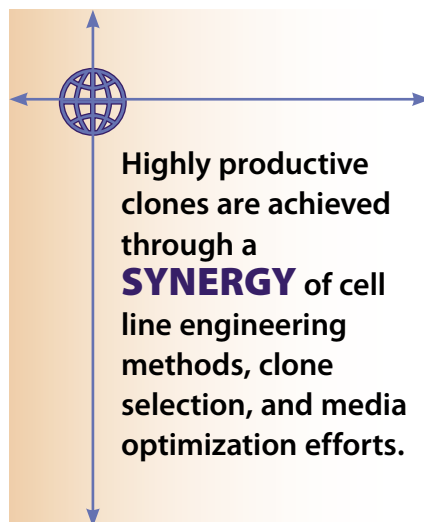 Highly productive
clones are achieved
through a
SYNERGY of cell
line engineering
methods, clone
selection, and media
optimization efforts.